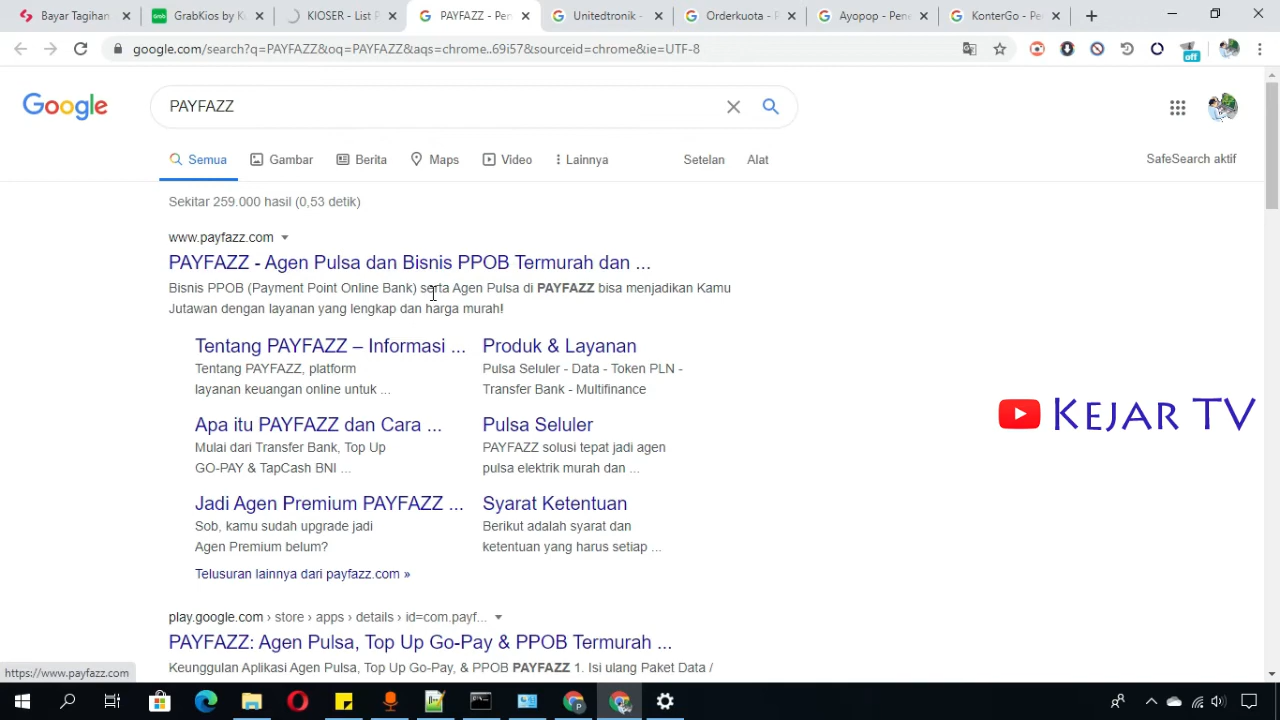 Bayar Tagihan
GrabKios by K
KIOSER - List P
PAYFAZZ - Pen
Unitedtronik -
Orderkuota - P
Ayopop - Pene
KonterGo - Pe
google.com/search?q=PAYFAZZ&oq=PAYFAZZ&aqs=chrome..69i57&sourceid=chrome&ie=UTF-8
off
Google
PAYFAZZ
Semua
Gambar
Berita
Maps
Video
Lainnya
Setelan
Alat
SafeSearch aktif
Sekitar 259.000 hasil (0,53 detik)
www.payfazz.com
PAYFAZZ - Agen Pulsa dan Bisnis PPOB Termurah dan ...
Bisnis PPOB (Payment Point Online Bank) serta Agen Pulsa di PAYFAZZ bisa menjadikan Kamu
Jutawan dengan layanan yang lengkap dan harga murah!
Tentang PAYFAZZ – Informasi ...
Tentang PAYFAZZ, platform
layanan keuangan online untuk ...
Produk & Layanan
Pulsa Seluler - Data - Token PLN -
Transfer Bank - Multifinance
Apa itu PAYFAZZ dan Cara ...
Mulai dari Transfer Bank, Top Up
GO-PAY & TapCash BNI ...
Pulsa Seluler
PAYFAZZ solusi tepat jadi agen
pulsa elektrik murah dan ...
KEJAR TV
Jadi Agen Premium PAYFAZZ ...
Sob, kamu sudah upgrade jadi
Agen Premium belum?
Syarat Ketentuan
Berikut adalah syarat dan
ketentuan yang harus setiap ...
Telusuran lainnya dari payfazz.com »
play.google.com › store › apps › details › id=com.payf...
PAYFAZZ: Agen Pulsa, Top Up Go-Pay & PPOB Termurah ...
Keunggulan Aplikasi Agen Pulsa, Top Up Go-Pay, & PPOB PAYFAZZ 1. Isi ulang Paket Data /
https://www.payfazz.com